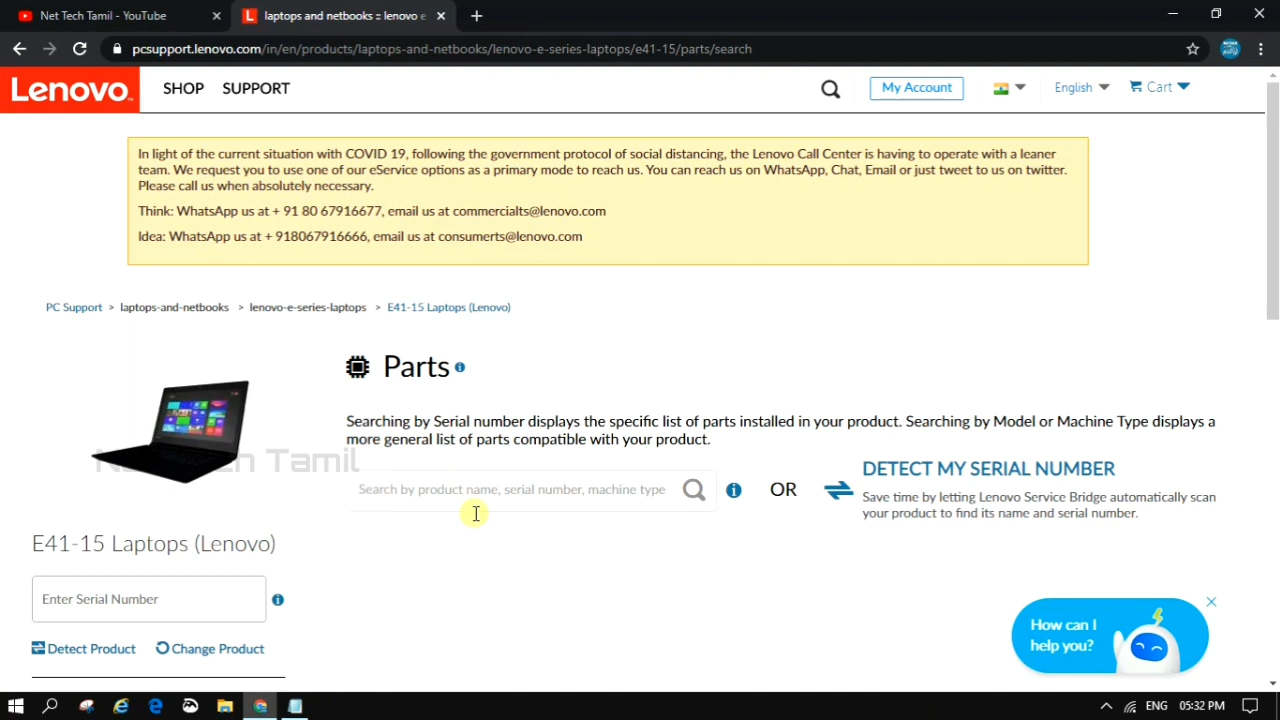 Net Tech Tamil - YouTube
laptops and netbooks :: lenovo e
pcsupport.lenovo.com/in/en/products/laptops-and-netbooks/lenovo-e-series-laptops/e41-15/parts/search
Lenovo
SHOP
SUPPORT
My Account
English
Cart
In light of the current situation with COVID 19, following the government protocol of social distancing, the Lenovo Call Center is having to operate with a leaner
team. We request you to use one of our eService options as a primary mode to reach us. You can reach us on WhatsApp, Chat, Email or just tweet to us on twitter.
Please call us when absolutely necessary.
Think: WhatsApp us at + 91 80 67916677, email us at commercialts@lenovo.com
Idea: WhatsApp us at + 918067916666, email us at consumerts@lenovo.com
PC Support > laptops-and-netbooks > lenovo-e-series-laptops > E41-15 Laptops (Lenovo)
Parts
Searching by Serial number displays the specific list of parts installed in your product. Searching by Model or Machine Type displays a
more general list of parts compatible with your product.
Net Tech Tamil
Search by product name, serial number, machine type
OR
DETECT MY SERIAL NUMBER
Save time by letting Lenovo Service Bridge automatically scan
your product to find its name and serial number.
E41-15 Laptops (Lenovo)
Enter Serial Number
Detect Product
Change Product
How can I
help you?
ENG
05:32 PM